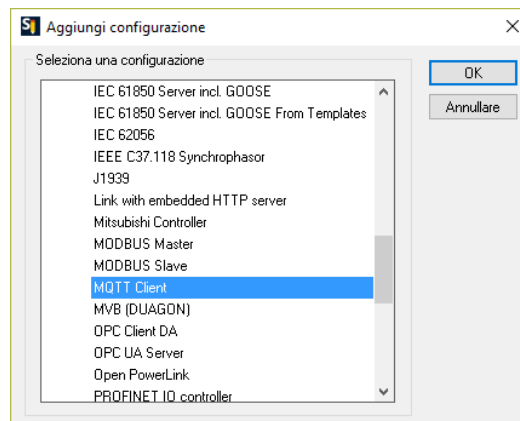 Aggiungi configurazione
Seleziona una configurazione
OK
Annullare
IEC 61850 Server incl. GOOSE
IEC 61850 Server incl. GOOSE From Templates
IEC 62056
IEEE C37.118 Synchrophasor
J1939
Link with embedded HTTP server
Mitsubishi Controller
MODBUS Master
MODBUS Slave
MQTT Client
MVB (DUAGON)
OPC Client DA
OPC UA Server
Open PowerLink
PROFINET IO controller